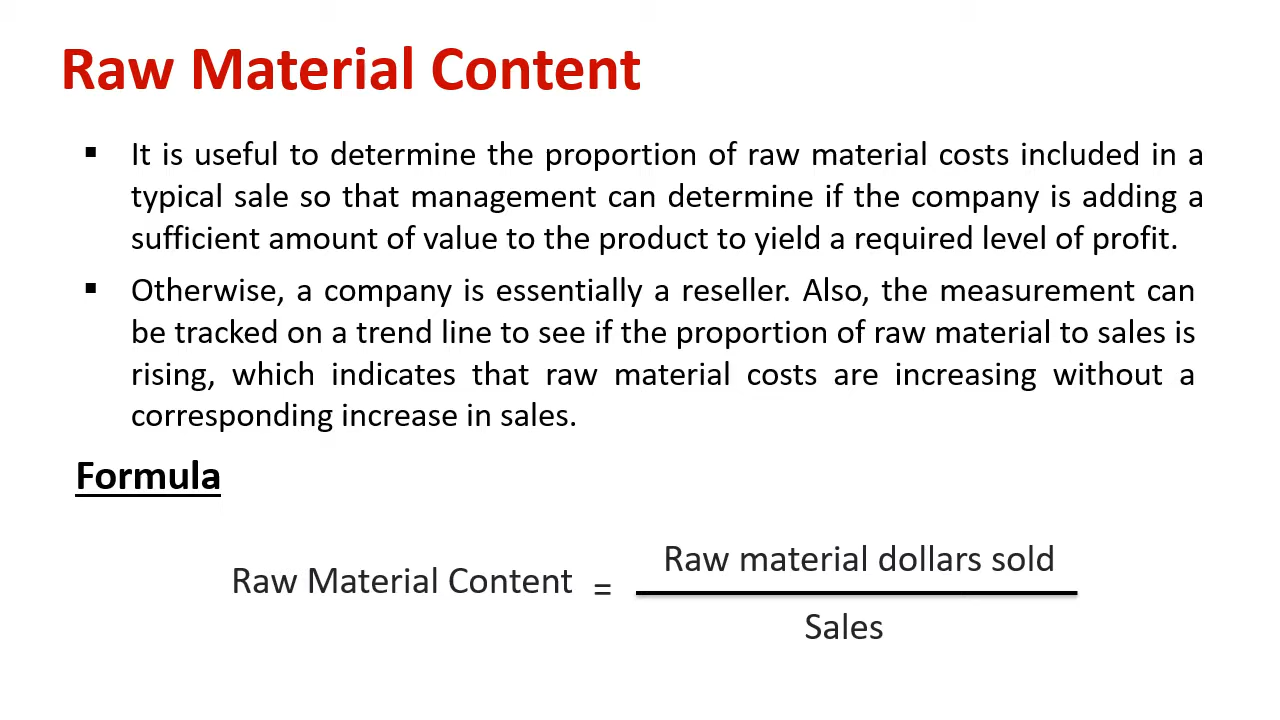 Raw Material Content
▪ It is useful to determine the proportion of raw material costs included in a
typical sale so that management can determine if the company is adding a
sufficient amount of value to the product to yield a required level of profit.
▪ Otherwise, a company is essentially a reseller. Also, the measurement can
be tracked on a trend line to see if the proportion of raw material to sales is
rising, which indicates that raw material costs are increasing without a
corresponding increase in sales.
Formula
Raw Material Content = Raw material dollars sold
Sales